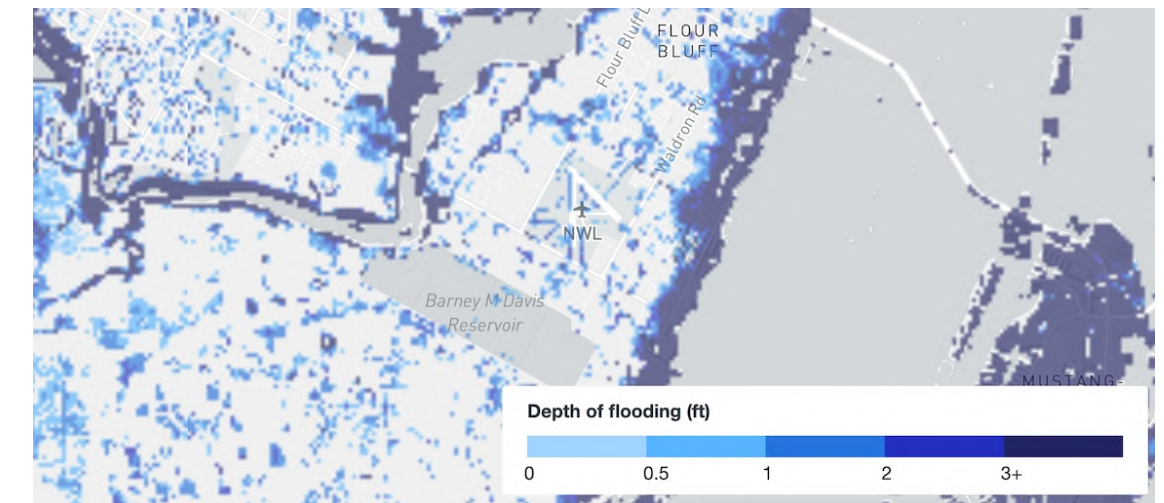 FLOUR
BLUFF
Flour Bluff
Waldron Rd
NWL
Barney M Davis
Reservoir
MUSTANG-
Depth of flooding (ft)
0 0.5 1 2 3+